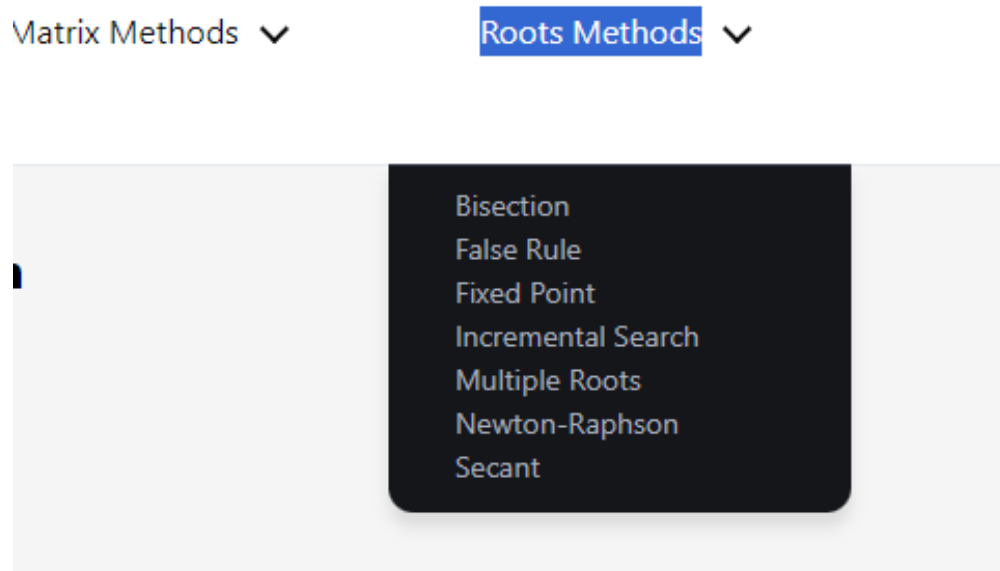 Matrix Methods
Roots Methods
Bisection
False Rule
Fixed Point
Incremental Search
Multiple Roots
Newton-Raphson
Secant